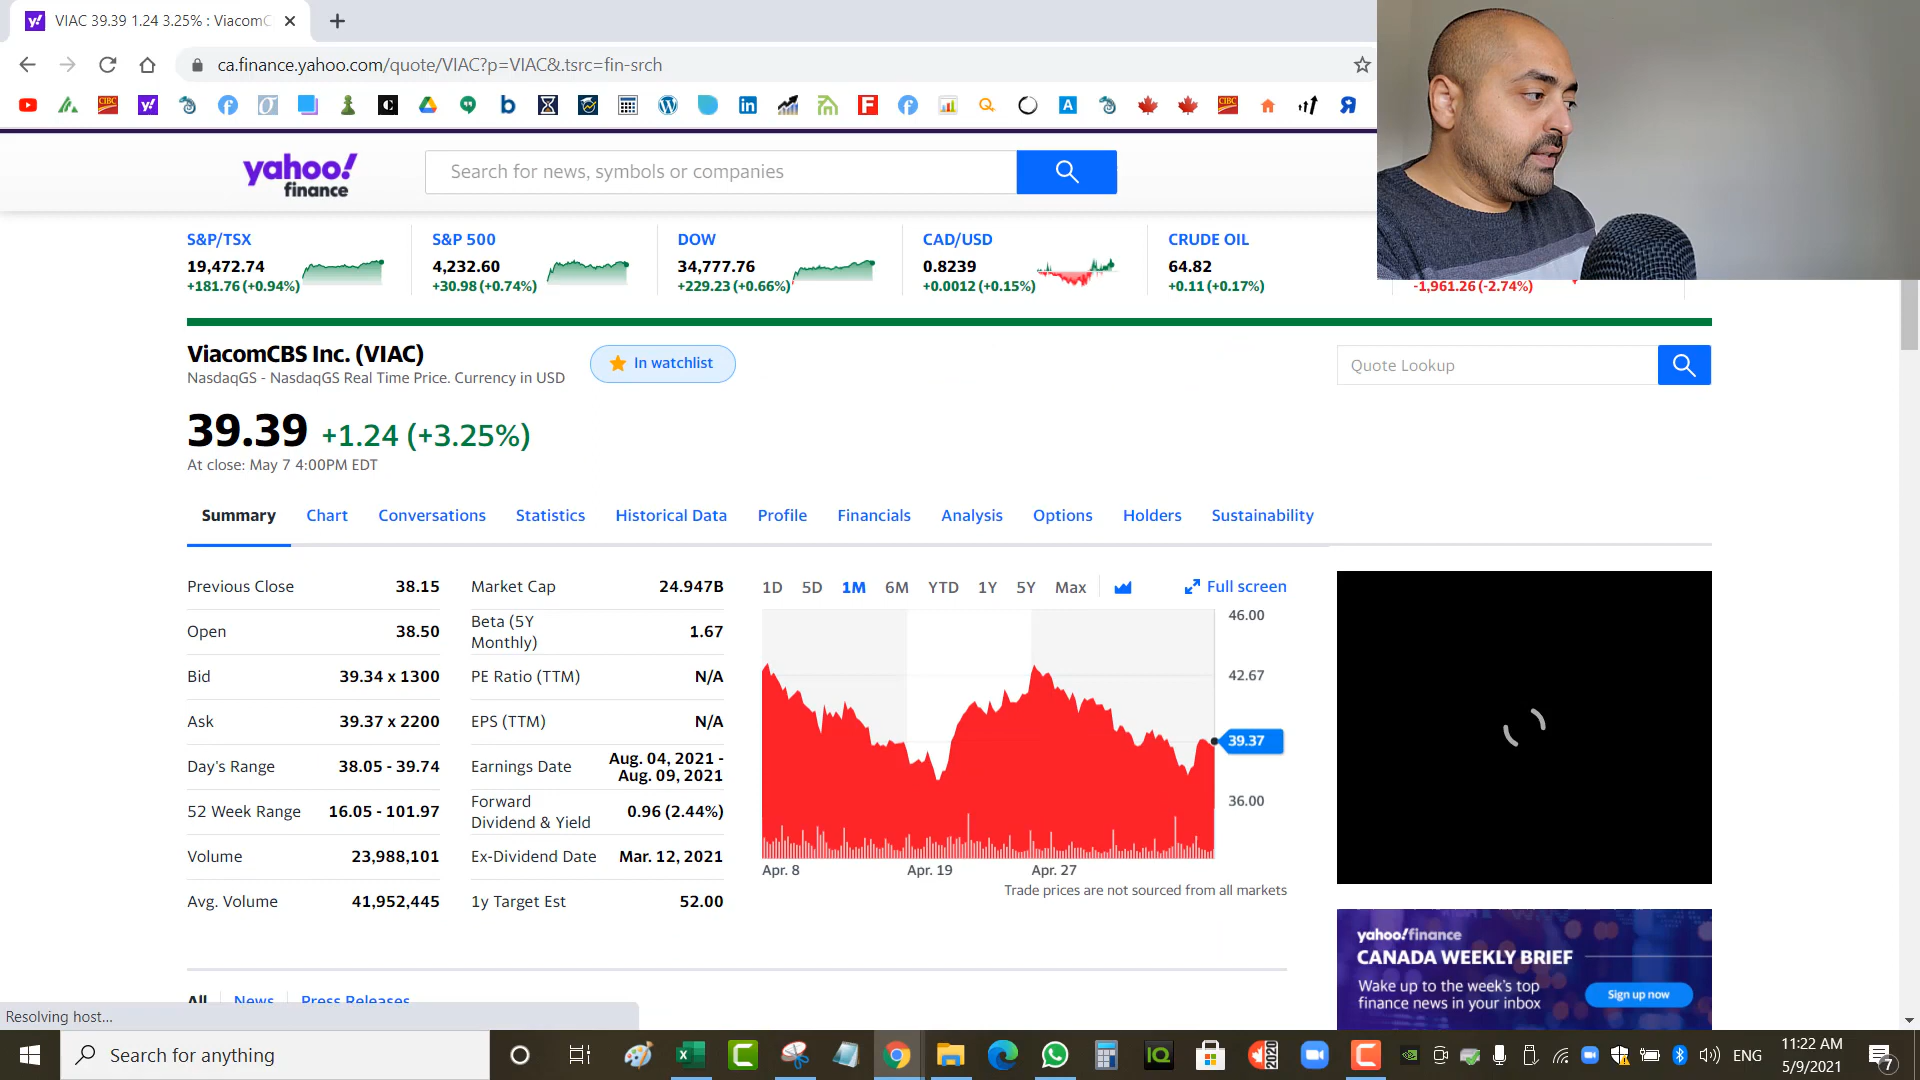 VIAC 39.39 1.24 3.25% : ViacomC
ca.finance.yahoo.com/quote/VIAC?p=VIAC&.tsrc=fin-srch
yahoo!
finance
Search for news, symbols or companies
S&P/TSX
19,472.74
+181.76 (+0.94%)
S&P 500
4,232.60
+30.98 (+0.74%)
DOW
34,777.76
+229.23 (+0.66%)
CAD/USD
0.8239
+0.0012 (+0.15%)
CRUDE OIL
64.82
+0.11 (+0.17%)
-1,961.26 (-2.74%)
ViacomCBS Inc. (VIAC)
NasdaqGS - NasdaqGS Real Time Price. Currency in USD
In watchlist
Quote Lookup
39.39 +1.24 (+3.25%)
At close: May 7 4:00PM EDT
Summary Chart Conversations Statistics Historical Data Profile Financials Analysis Options Holders Sustainability
Previous Close 38.15
Open 38.50
Bid 39.34 x 1300
Ask 39.37 x 2200
Day's Range 38.05 - 39.74
52 Week Range 16.05 - 101.97
Volume 23,988,101
Avg. Volume 41,952,445
Market Cap 24.947B
Beta (5Y
Monthly) 1.67
PE Ratio (TTM) N/A
EPS (TTM) N/A
Earnings Date Aug. 04, 2021 -
Aug. 09, 2021
Forward
Dividend & Yield 0.96 (2.44%)
Ex-Dividend Date Mar. 12, 2021
1y Target Est 52.00
1D 5D 1M 6M YTD 1Y 5Y Max Full screen
46.00
42.67
39.37
36.00
Apr. 8 Apr. 19 Apr. 27
Trade prices are not sourced from all markets
yahoo!finance
CANADA WEEKLY BRIEF
Wake up to the week's top
finance news in your inbox
Sign up now
All News Press Releases
Resolving host...
Search for anything
ENG
11:22 AM
5/9/2021
7